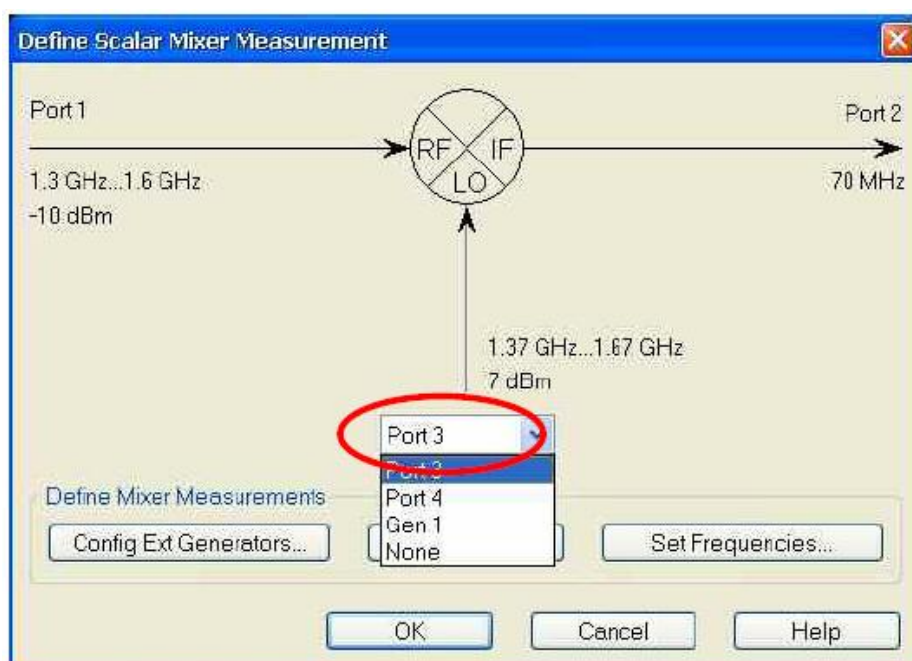 Define Scalar Mixer Measurement
Port 1
Port 2
RF
IF
LO
1.3 GHz...1.6 GHz
-10 dBm
70 MHz
1.37 GHz...1.67 GHz
7 dBm
Port 3
Port 3
Port 4
Gen 1
None
Define Mixer Measurements
Config Ext Generators...
Set Frequencies...
OK
Cancel
Help